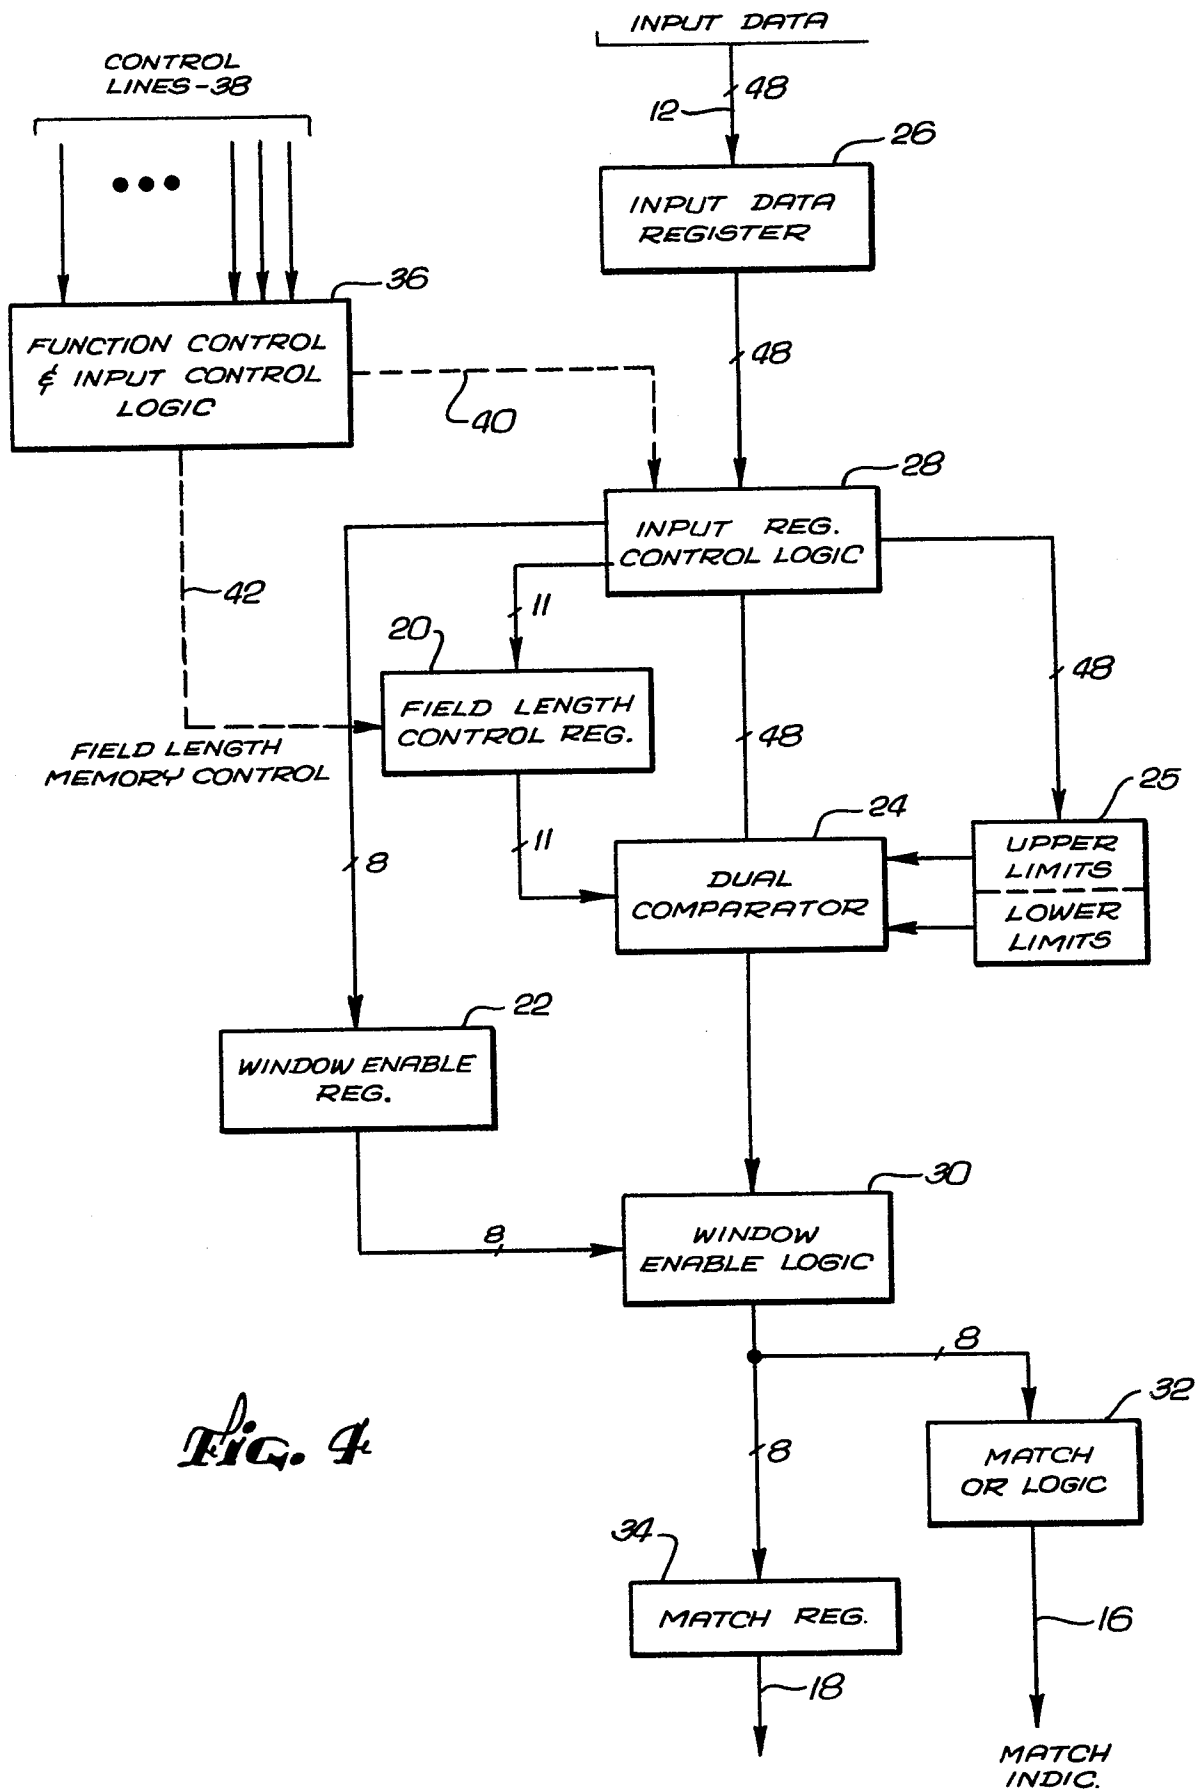 INPUT DATA
CONTROL
LINES-38
48
12
26
INPUT DATA
REGISTER
36
FUNCTION CONTROL
& INPUT CONTROL
LOGIC
48
40
28
INPUT REG.
CONTROL LOGIC
42
11
20
48
FIELD LENGTH
CONTROL REG.
48
FIELD LENGTH
MEMORY CONTROL
25
24
11
8
UPPER
LIMITS
DUAL
COMPARATOR
LOWER
LIMITS
22
WINDOW ENABLE
REG.
30
8
WINDOW
ENABLE LOGIC
8
32
Fig. 4
8
MATCH
OR LOGIC
34
MATCH REG.
16
18
MATCH
INDIC.